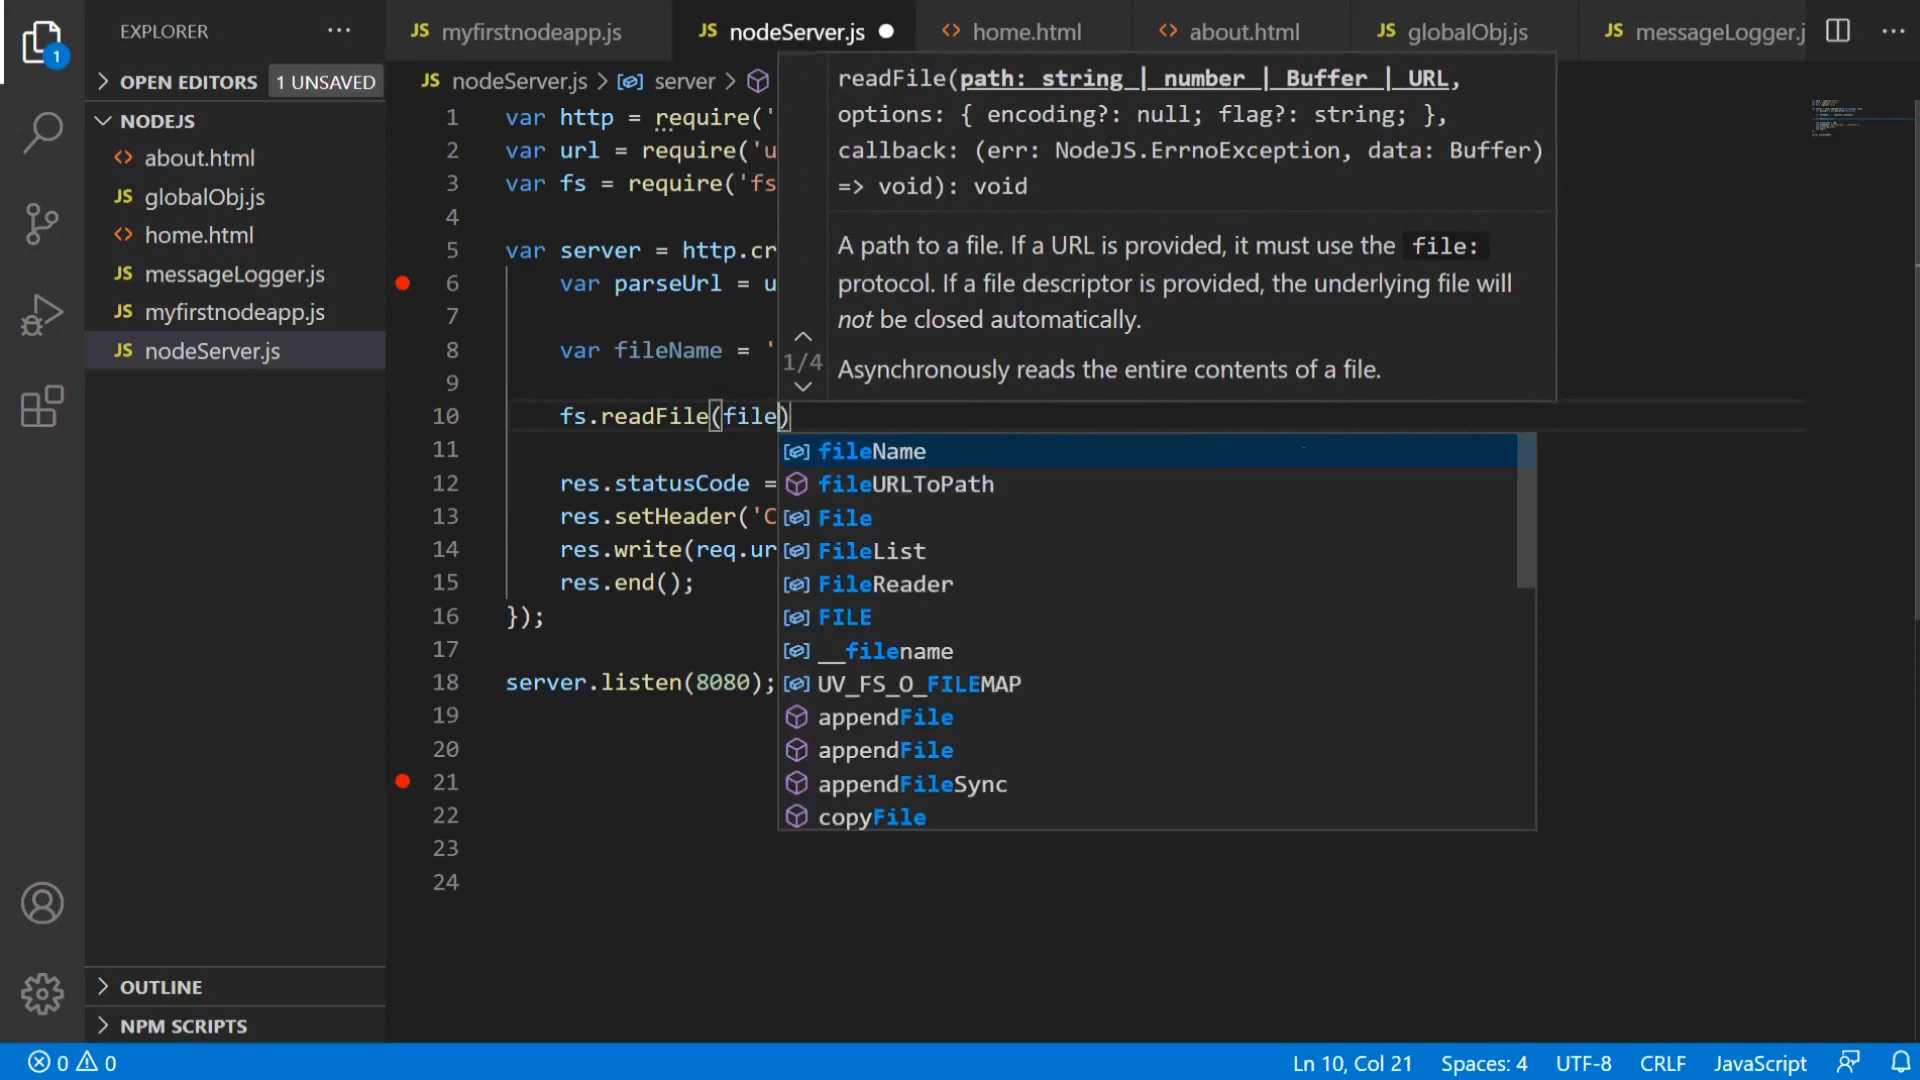 EXPLORER ...
1
OPEN EDITORS 1 UNSAVED
NODEJS
about.html
JS globalObj.js
home.html
JS messageLogger.js
JS myfirstnodeapp.js
JS nodeServer.js
OUTLINE
NPM SCRIPTS
JS myfirstnodeapp.js
JS nodeServer.js ●
<> home.html
<> about.html
JS globalObj.js
JS messageLogger.j
...
JS nodeServer.js > server >
1 var http = require('
2 var url = require('u
3 var fs = require('fs
4
5 var server = http.cr
6 var parseUrl = u
7
8 var fileName = '
9
10 fs.readFile(file)
11
12 res.statusCode =
13 res.setHeader('C
14 res.write(req.ur
15 res.end();
16 });
17
18 server.listen(8080);
19
20
21
22
23
24
readFile(path: string | number | Buffer | URL,
options: { encoding?: null; flag?: string; },
callback: (err: NodeJS.ErrnoException, data: Buffer)
=> void): void
A path to a file. If a URL is provided, it must use the file:
protocol. If a file descriptor is provided, the underlying file will
not be closed automatically.
1/4
Asynchronously reads the entire contents of a file.
fileName
fileURLToPath
File
FileList
FileReader
FILE
__filename
UV_FS_O_FILEMAP
appendFile
appendFile
appendFileSync
copyFile
0 0
Ln 10, Col 21 Spaces: 4 UTF-8 CRLF JavaScript